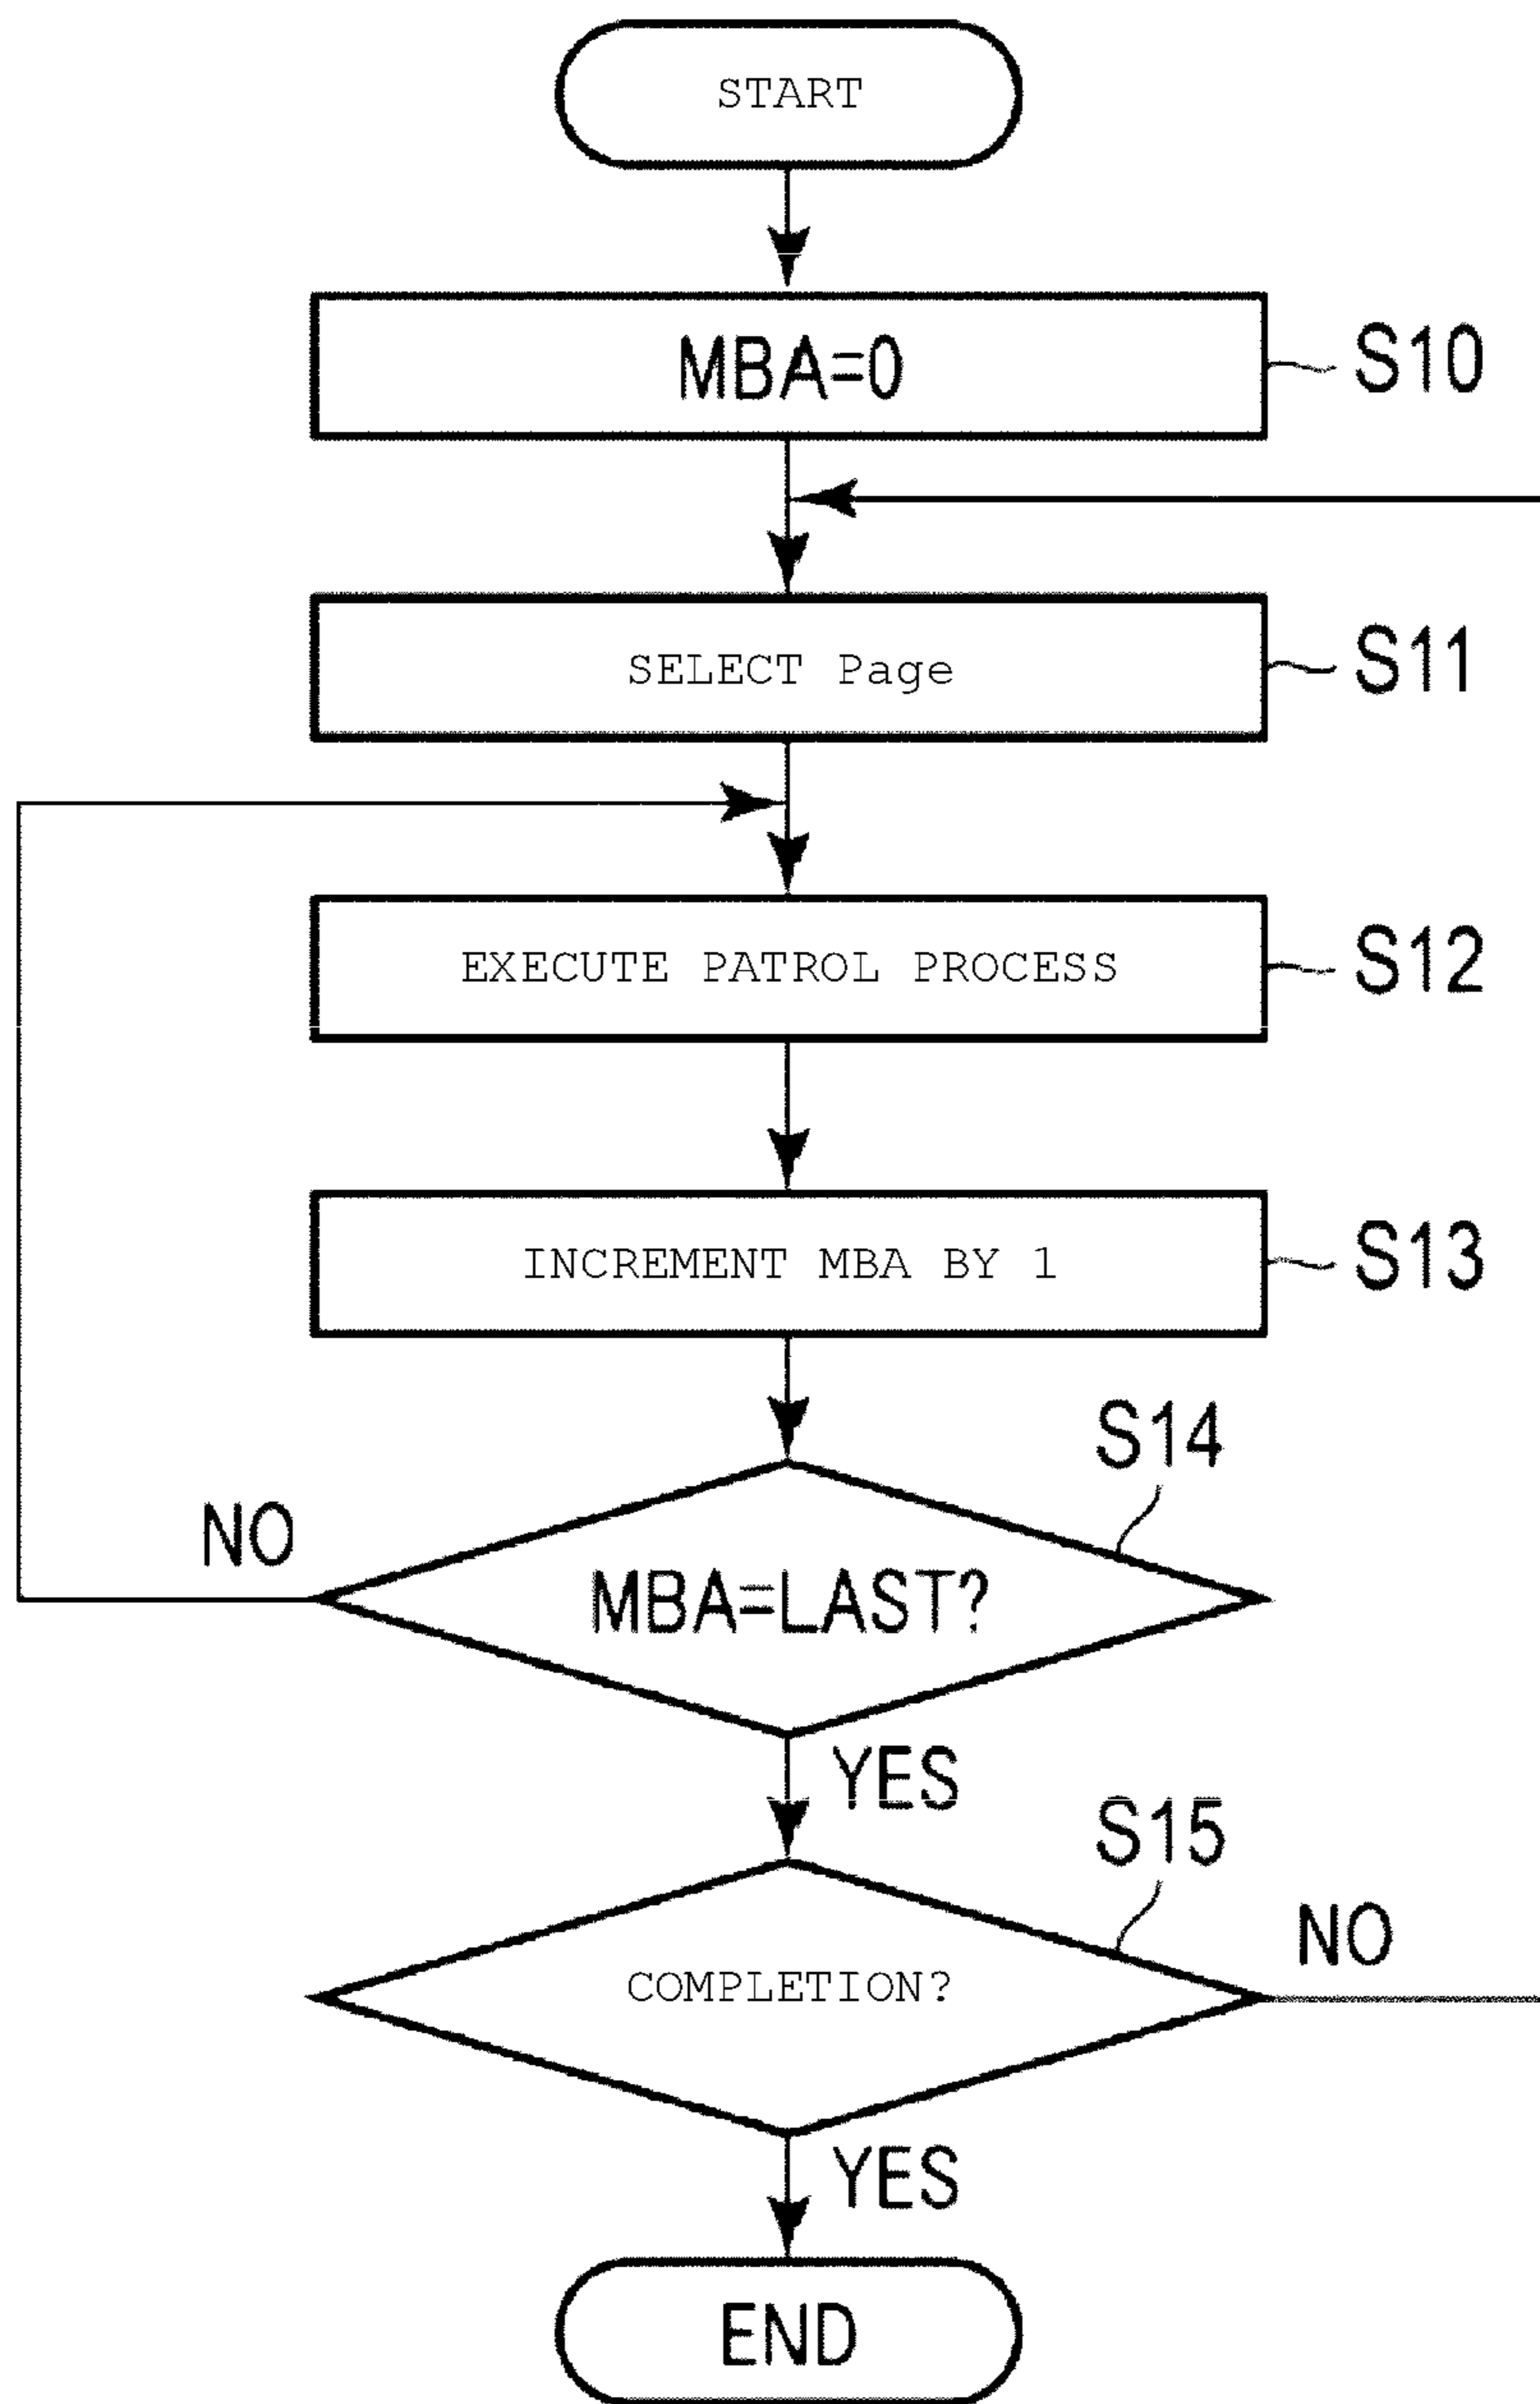 START
MBA=0
S10
SELECT Page
S11
EXECUTE PATROL PROCESS
S12
INCREMENT MBA BY 1
S13
S14
NO
MBA=LAST?
YES
S15
NO
COMPLETION?
YES
END